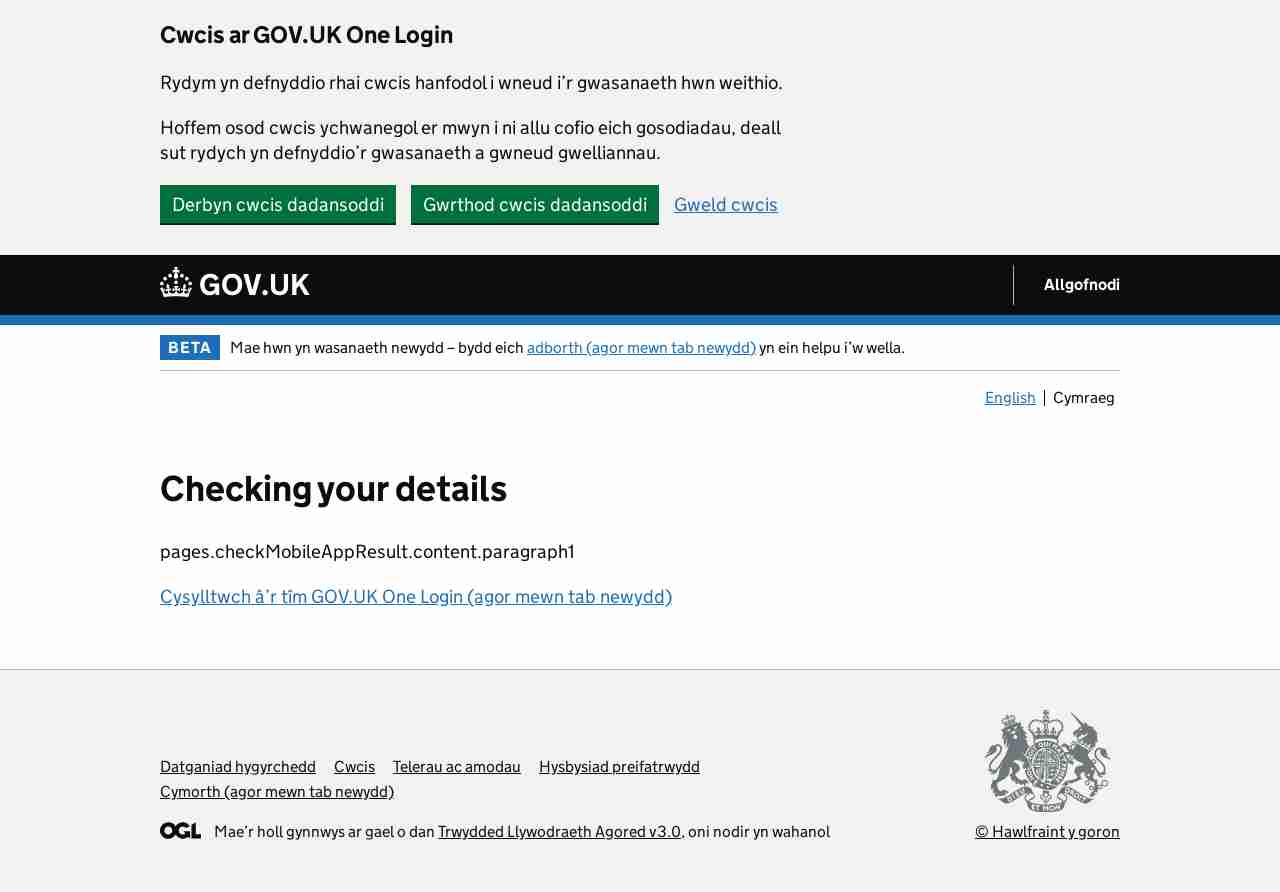 Cwcis ar GOV.UK One Login
Rydym yn defnyddio rhai cwcis hanfodol i wneud i’r gwasanaeth hwn weithio.
Hoffem osod cwcis ychwanegol er mwyn i ni allu cofio eich gosodiadau, deall
sut rydych yn defnyddio’r gwasanaeth a gwneud gwelliannau.
Derbyn cwcis dadansoddi Gwrthod cwcis dadansoddi Gweld cwcis
GOV.UK Allgofnodi
BETA Mae hwn yn wasanaeth newydd – bydd eich adborth (agor mewn tab newydd) yn ein helpu i’w wella.
English Cymraeg
Checking your details
pages.checkMobileAppResult.content.paragraph1
Cysylltwch â’r tîm GOV.UK One Login (agor mewn tab newydd)
Datganiad hygyrchedd Cwcis Telerau ac amodau Hysbysiad preifatrwydd
Cymorth (agor mewn tab newydd)
OGL Mae’r holl gynnwys ar gael o dan Trwydded Llywodraeth Agored v3.0, oni nodir yn wahanol
© Hawlfraint y goron